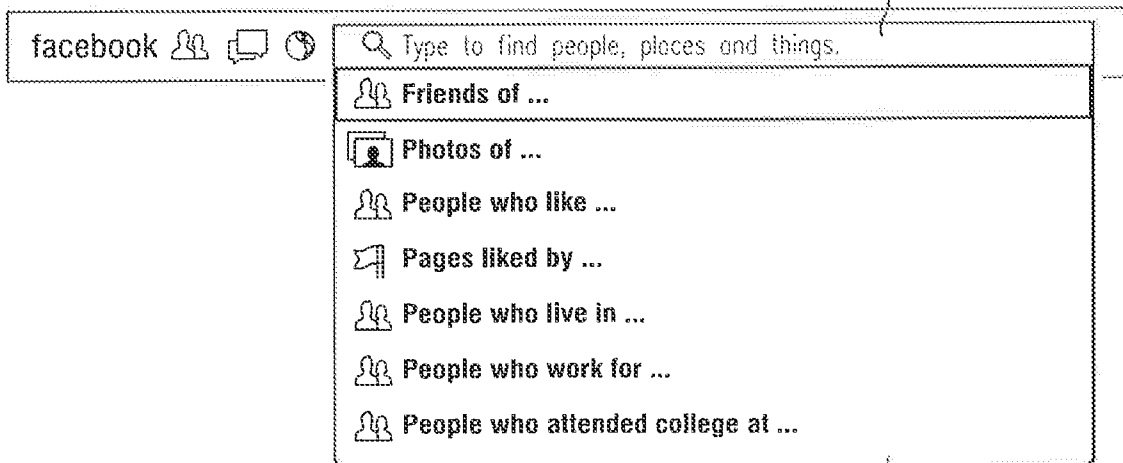 facebook Type to find people, places and things.
Friends of ...
Photos of ...
People who like ...
Pages liked by ...
People who live in ...
People who work for ...
People who attended college at ...